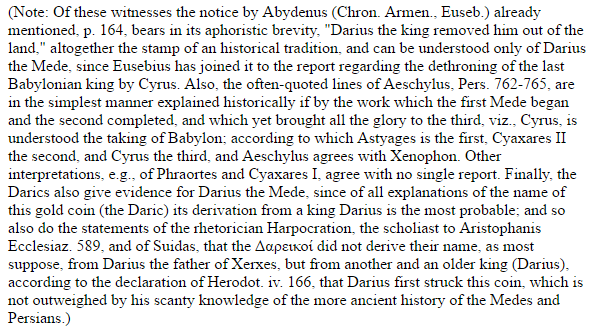 (Note: Of these witnesses the notice by Abydenus (Chron. Armen., Euseb.) already
mentioned, p. 164, bears in its aphoristic brevity, "Darius the king removed him out of the
land," altogether the stamp of an historical tradition, and can be understood only of Darius
the Mede, since Eusebius has joined it to the report regarding the dethroning of the last
Babylonian king by Cyrus. Also, the often-quoted lines of Aeschylus, Pers. 762-765, are
in the simplest manner explained historically if by the work which the first Mede began
and the second completed, and which yet brought all the glory to the third, viz., Cyrus, is
understood the taking of Babylon; according to which Astyages is the first, Cyaxares II
the second, and Cyrus the third, and Aeschylus agrees with Xenophon. Other
interpretations, e.g., of Phraortes and Cyaxares I, agree with no single report. Finally, the
Darics also give evidence for Darius the Mede, since of all explanations of the name of
this gold coin (the Daric) its derivation from a king Darius is the most probable; and so
also do the statements of the rhetorician Harpocration, the scholiast to Aristophanis
Ecclesiaz. 589, and of Suidas, that the Δαρεικοί did not derive their name, as most
suppose, from Darius the father of Xerxes, but from another and an older king (Darius),
according to the declaration of Herodot. iv. 166, that Darius first struck this coin, which is
not outweighed by his scanty knowledge of the more ancient history of the Medes and
Persians.)